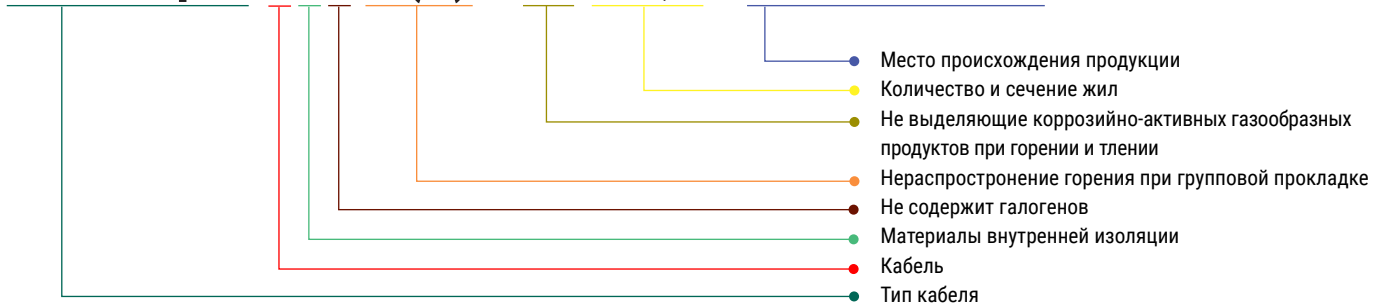 Место происхождения продукции
Количество и сечение жил
Не выделяющие коррозийно-активных газообразных
продуктов при горении и тлении
Нераспростронение горения при групповой прокладке
Не содержит галогенов
Материалы внутренней изоляции
Кабель
Тип кабеля